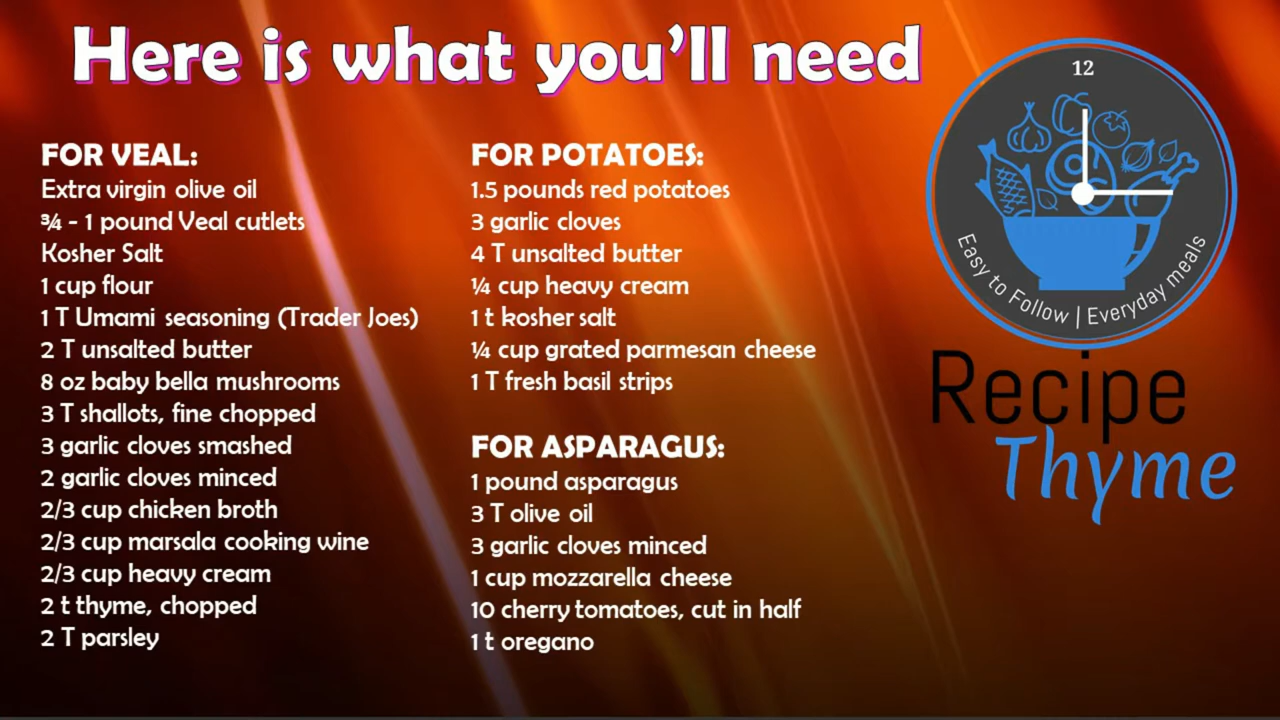 Here is what you'll need
FOR VEAL:
Extra virgin olive oil
¾ - 1 pound Veal cutlets
Kosher Salt
1 cup flour
1 T Umami seasoning (Trader Joes)
2 T unsalted butter
8 oz baby bella mushrooms
3 T shallots, fine chopped
3 garlic cloves smashed
2 garlic cloves minced
2/3 cup chicken broth
2/3 cup marsala cooking wine
2/3 cup heavy cream
2 t thyme, chopped
2 T parsley
FOR POTATOES:
1.5 pounds red potatoes
3 garlic cloves
4 T unsalted butter
¼ cup heavy cream
1 t kosher salt
¼ cup grated parmesan cheese
1 T fresh basil strips
FOR ASPARAGUS:
1 pound asparagus
3 T olive oil
3 garlic cloves minced
1 cup mozzarella cheese
10 cherry tomatoes, cut in half
1 t oregano
12
Easy to Follow | Everyday meals
Recipe
Thyme